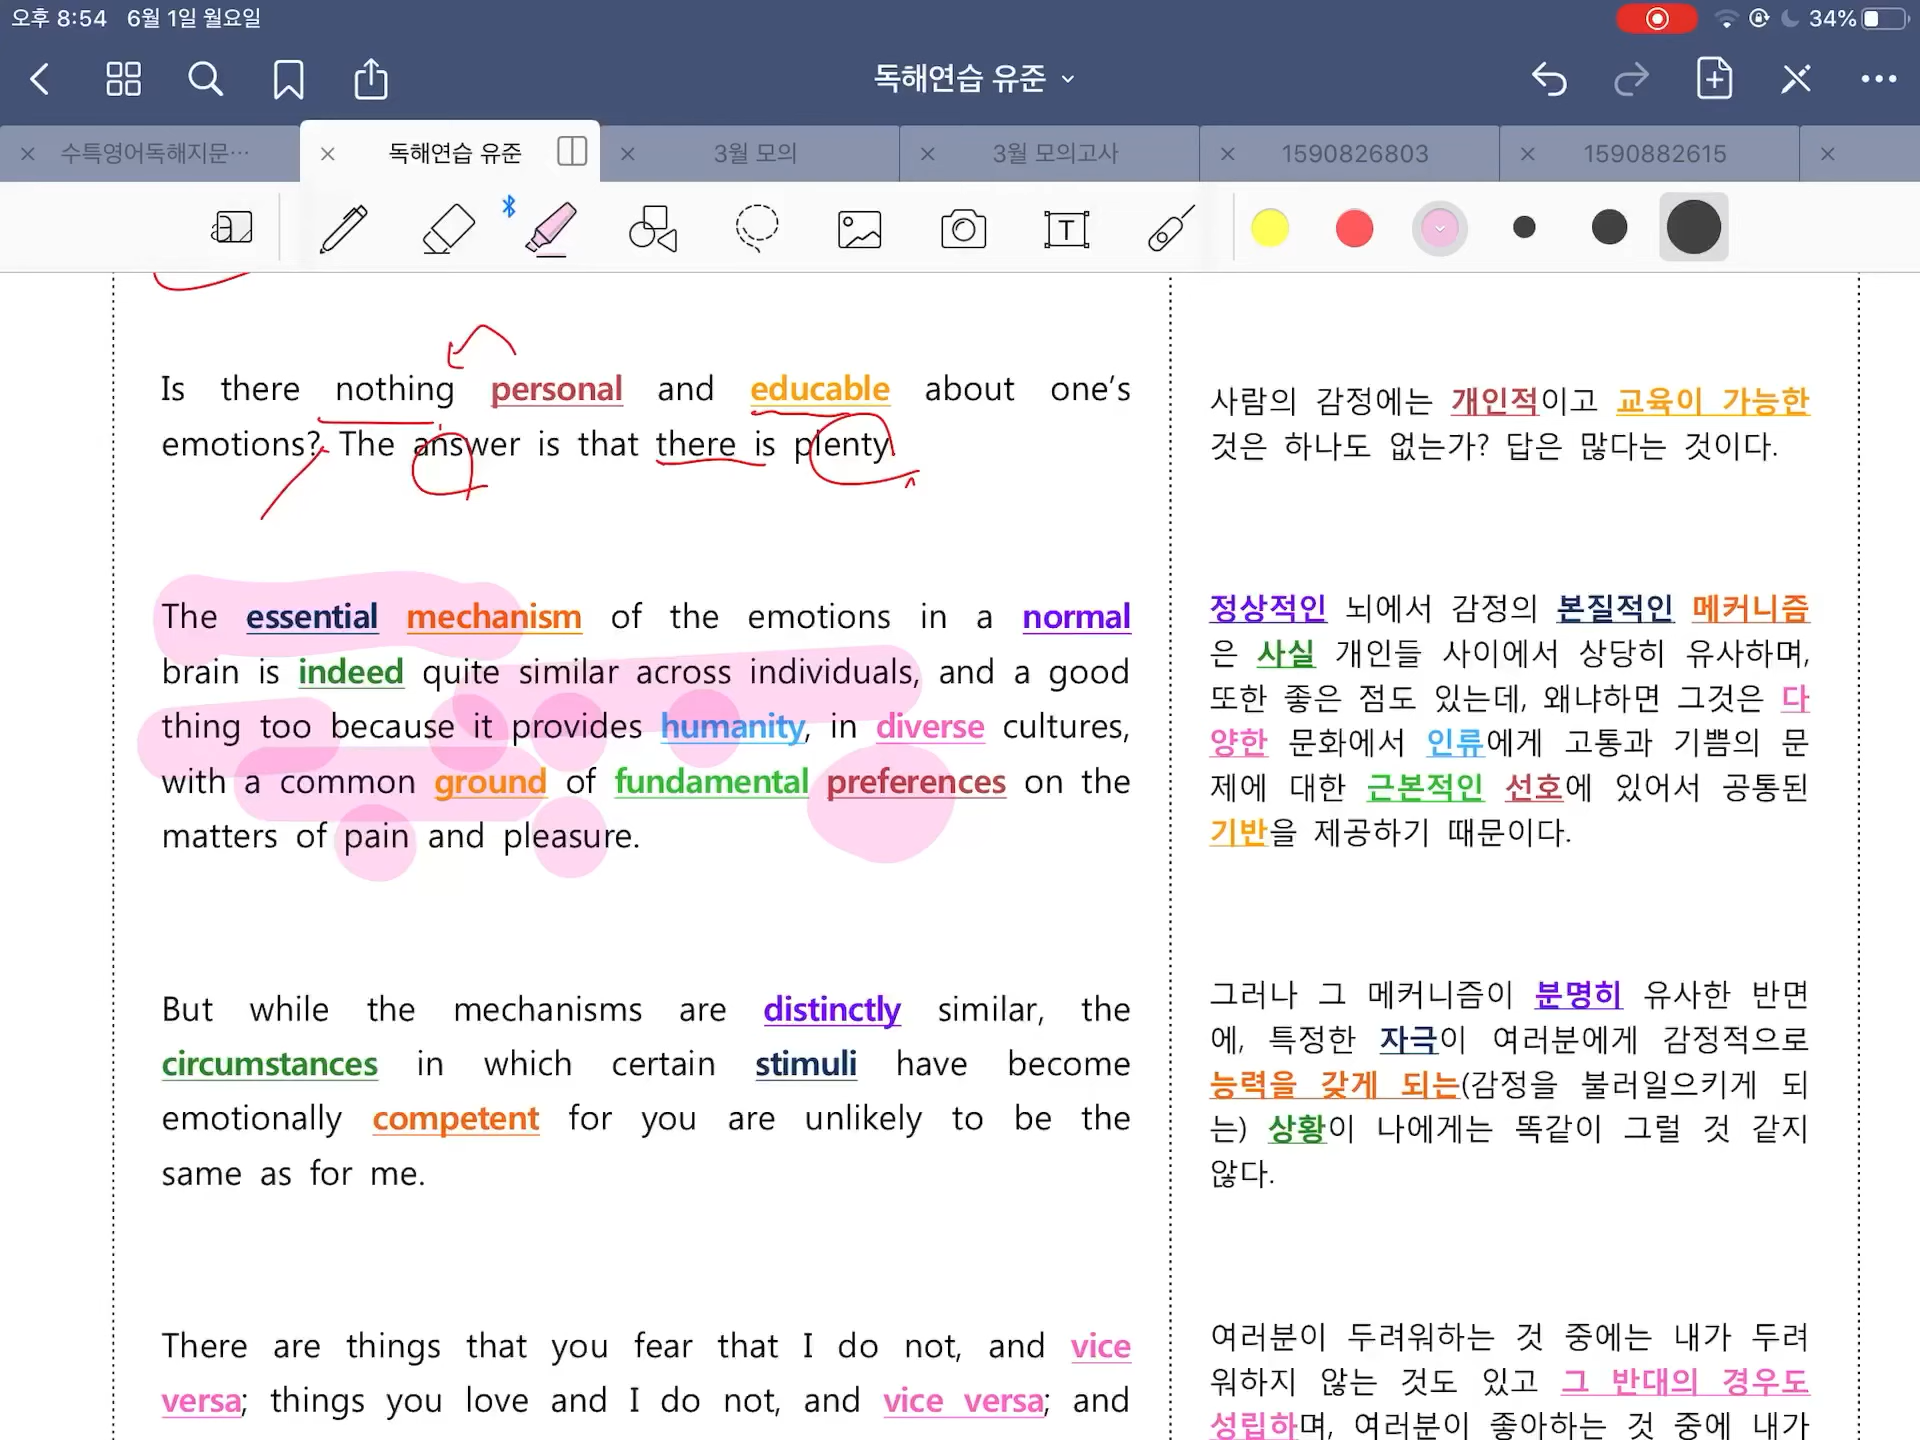 오후 8:54 6월 1일 월요일
34%
독해연습 유준
수특영어독해지문…
독해연습 유준
3월 모의
3월 모의고사
1590826803
1590882615
Is there nothing personal and educable about one’s
emotions? The answer is that there is plenty.
The essential mechanism of the emotions in a normal
brain is indeed quite similar across individuals, and a good
thing too because it provides humanity, in diverse cultures,
with a common ground of fundamental preferences on the
matters of pain and pleasure.
But while the mechanisms are distinctly similar, the
circumstances in which certain stimuli have become
emotionally competent for you are unlikely to be the
same as for me.
There are things that you fear that I do not, and vice
versa; things you love and I do not, and vice versa; and
사람의 감정에는 개인적이고 교육이 가능한
것은 하나도 없는가? 답은 많다는 것이다.
정상적인 뇌에서 감정의 본질적인 메커니즘
은 사실 개인들 사이에서 상당히 유사하며,
또한 좋은 점도 있는데, 왜냐하면 그것은 다
양한 문화에서 인류에게 고통과 기쁨의 문
제에 대한 근본적인 선호에 있어서 공통된
기반을 제공하기 때문이다.
그러나 그 메커니즘이 분명히 유사한 반면
에, 특정한 자극이 여러분에게 감정적으로
능력을 갖게 되는(감정을 불러일으키게 되
는) 상황이 나에게는 똑같이 그럴 것 같지
않다.
여러분이 두려워하는 것 중에는 내가 두려
워하지 않는 것도 있고 그 반대의 경우도
성립하며, 여러분이 좋아하는 것 중에 내가